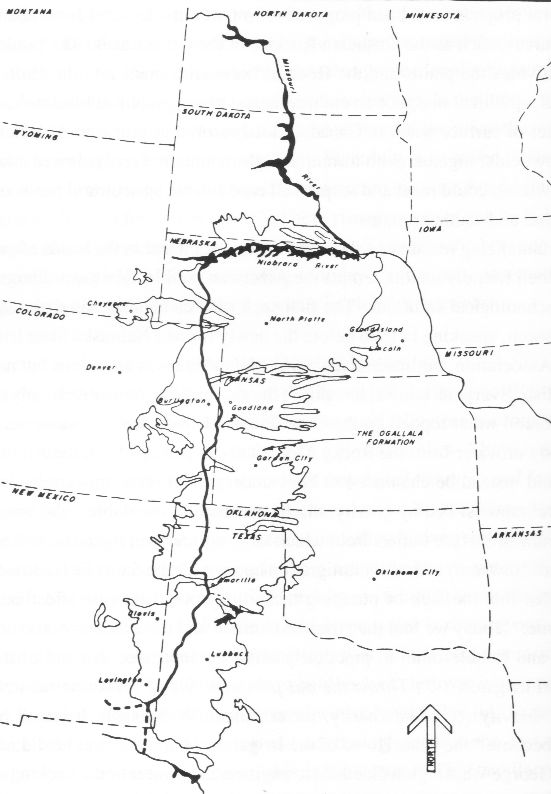 MONTANA
NORTH DAKOTA
MINNESOTA
Missouri
SOUTH DAKOTA
WYOMING
River
IOWA
NEBRASKA
Niobrara River
Cheyenne
COLORADO
North Platte
Grand Island
Lincoln
MISSOURI
Denver
KANSAS
Burlington
Goodland
THE OGALLALA
FORMATION
Garden City
NEW MEXICO
OKLAHOMA
TEXAS
ARKANSAS
Amarillo
Oklahoma City
Clovis
Lubbock
Lovington
NORTH